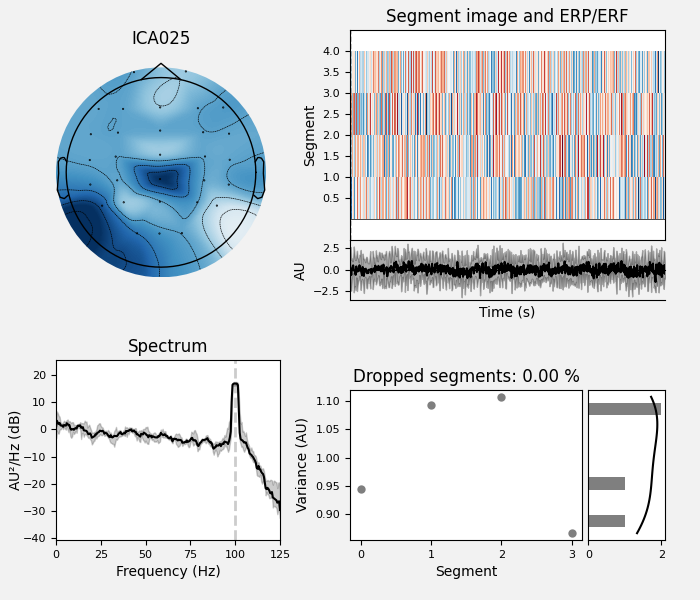 ICA025
Segment image and ERP/ERF
Segment
4.0
3.5
3.0
2.5
2.0
1.5
1.0
0.5
AU
2.5
0.0
−2.5
Time (s)
Spectrum
AU²/Hz (dB)
20
10
0
−10
−20
−30
−40
0 25 50 75 100 125
Frequency (Hz)
Dropped segments: 0.00 %
Variance (AU)
1.10
1.05
1.00
0.95
0.90
0 1 2 3
Segment
0 2